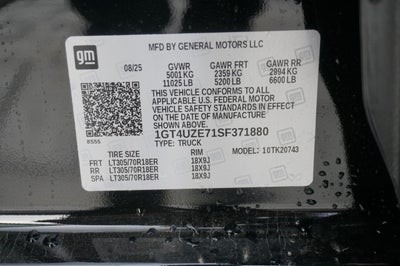 gm
MFD BY GENERAL MOTORS LLC
08/25 GVWR GAWR FRT GAWR RR
5001 KG 2359 KG 2994 KG
11025 LB 5200 LB 6600 LB
THIS VEHICLE CONFORMS TO ALL
APPLICABLE U.S. FEDERAL MOTOR
VEHICLE SAFETY STANDARDS IN EFFECT
ON THE DATE OF MANUFACTURE
SHOWN ABOVE.
1GT4UZE71SF371880
8S5S TYPE: TRUCK MODEL: 10TK20743
TIRE SIZE RIM
FRT LT305/70R18ER 18X9J
RR LT305/70R18ER 18X9J
SPA LT305/70R18ER 18X9J